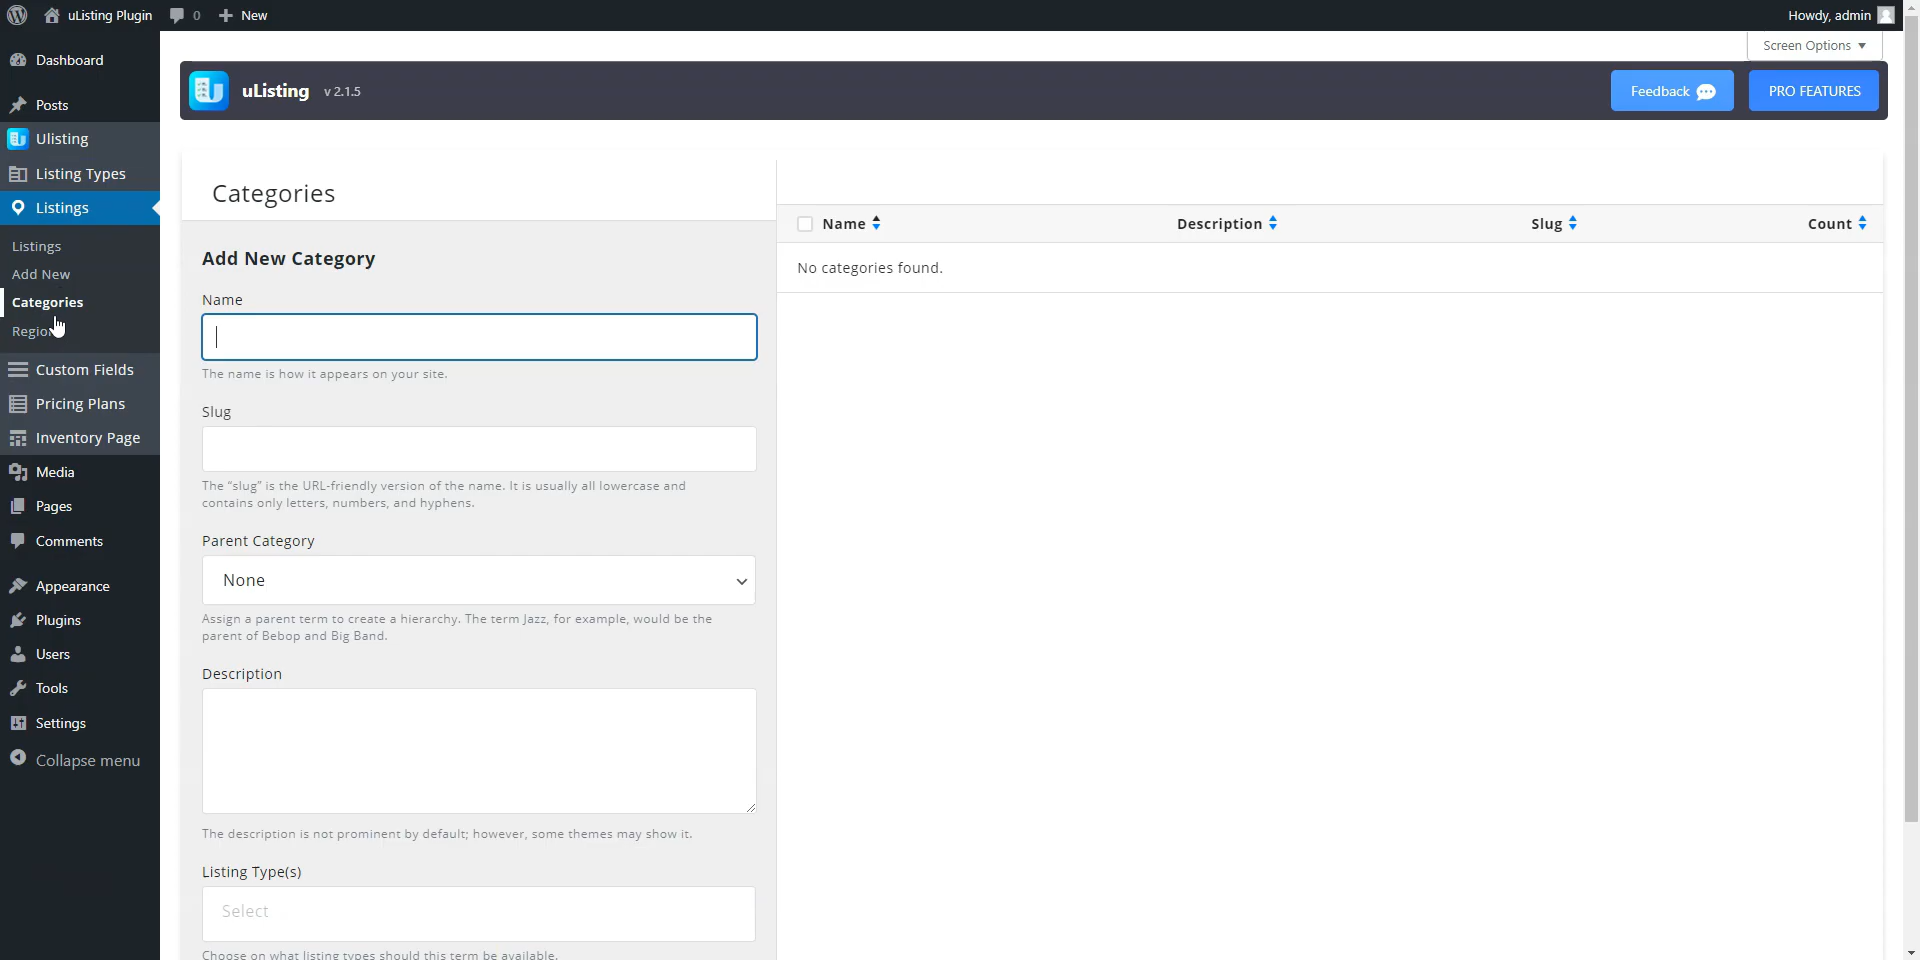 uListing Plugin
0
New
Howdy, admin
Screen Options
Dashboard
Posts
Ulisting
Listing Types
Listings
Listings
Add New
Categories
Custom Fields
Pricing Plans
Inventory Page
Media
Pages
Comments
Appearance
Plugins
Users
Tools
Settings
Collapse menu
uListing v 2.1.5
Feedback
PRO FEATURES
Categories
Add New Category
Name
The name is how it appears on your site.
Slug
The “slug” is the URL-friendly version of the name. It is usually all lowercase and
contains only letters, numbers, and hyphens.
Parent Category
None
Assign a parent term to create a hierarchy. The term Jazz, for example, would be the
parent of Bebop and Big Band.
Description
The description is not prominent by default; however, some themes may show it.
Listing Type(s)
Select
Choose on what listing types should this term be available.
Name Description Slug Count
No categories found.